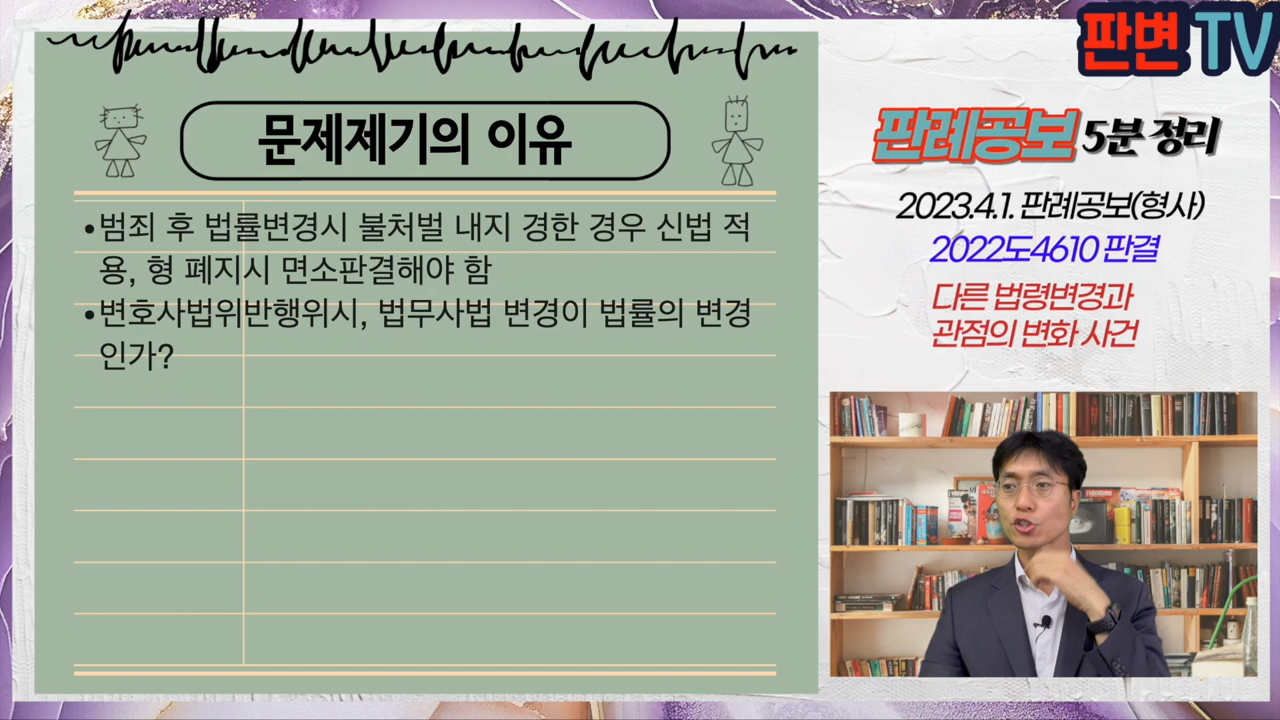 판변 TV
문제제기의 이유
•범죄 후 법률변경시 불처벌 내지 경한 경우 신법 적
용, 형 폐지시 면소판결해야 함
•변호사법위반행위시, 법무사법 변경이 법률의 변경
인가?
판례공보 5분 정리
2023.4.1. 판례공보(형사)
2022도4610 판결
다른 법령변경과
관점의 변화 사건